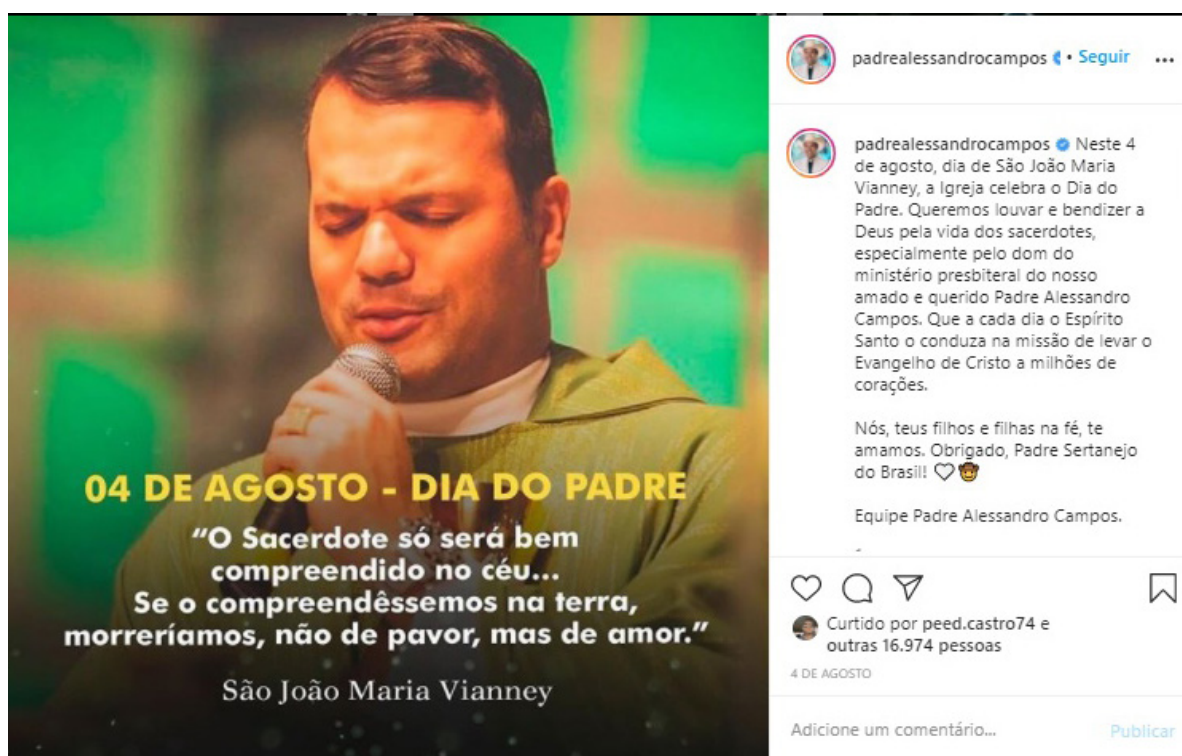 04 DE AGOSTO - DIA DO PADRE
“O Sacerdote só será bem
compreendido no céu...
Se o compreendêssemos na terra,
morreríamos, não de pavor, mas de amor.”
São João Maria Vianney
padrealessandrocampos • Seguir
padrealessandrocampos Neste 4
de agosto, dia de São João Maria
Vianney, a Igreja celebra o Dia do
Padre. Queremos louvar e bendizer a
Deus pela vida dos sacerdotes,
especialmente pelo dom do
ministério presbiteral do nosso
amado e querido Padre Alessandro
Campos. Que a cada dia o Espírito
Santo o conduza na missão de levar o
Evangelho de Cristo a milhões de
corações.
Nós, teus filhos e filhas na fé, te
amamos. Obrigado, Padre Sertanejo
do Brasil! ♡🤠
Equipe Padre Alessandro Campos.
Curtido por peed.castro74 e
outras 16.974 pessoas
4 DE AGOSTO
Adicione um comentário... Publicar